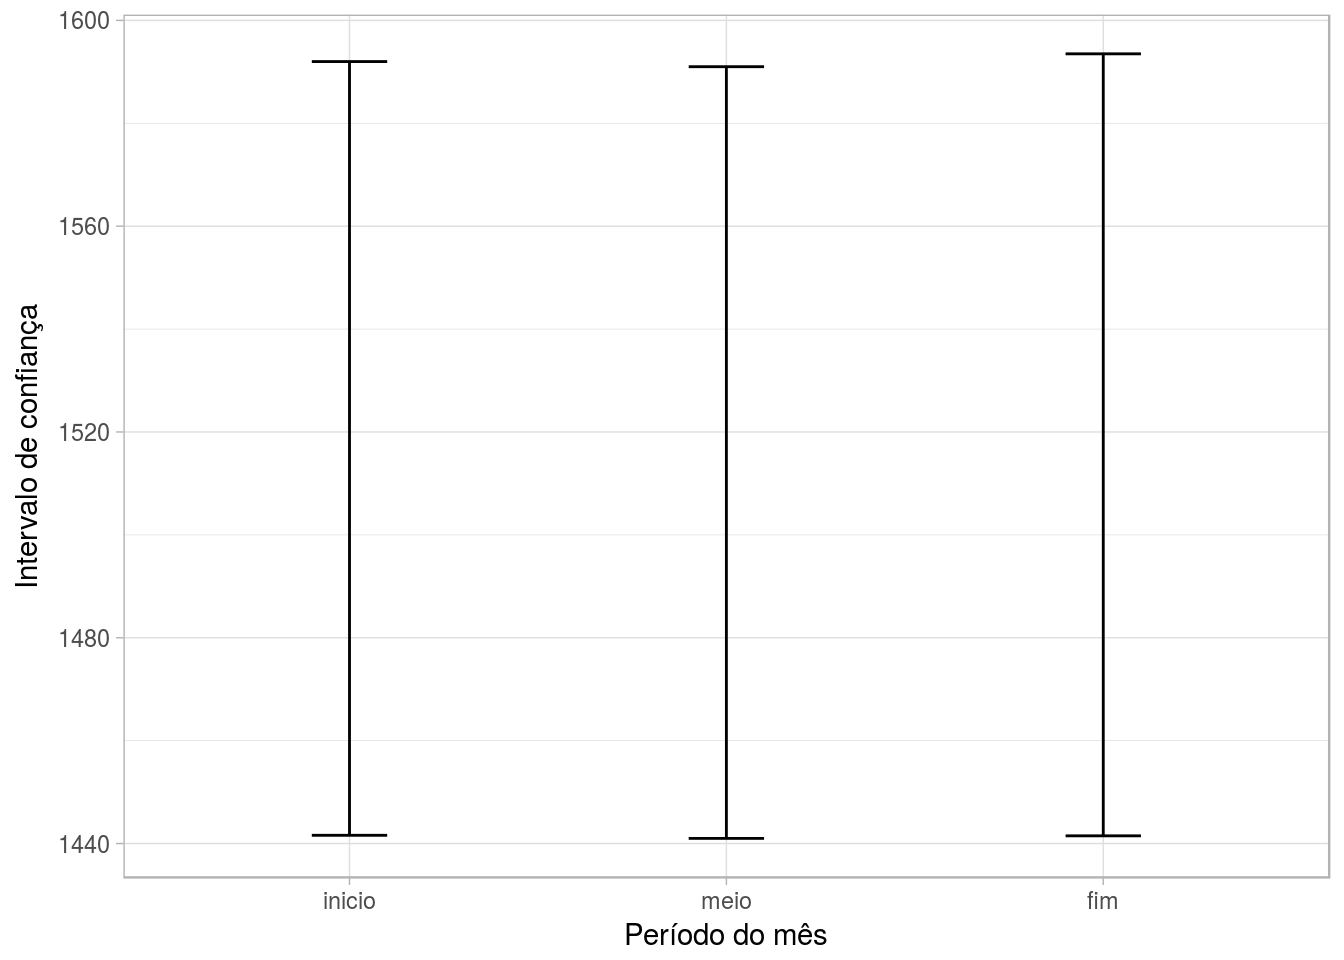 Intervalo de confiança
1600
1560
1520
1480
1440
inicio meio fim
Período do mês